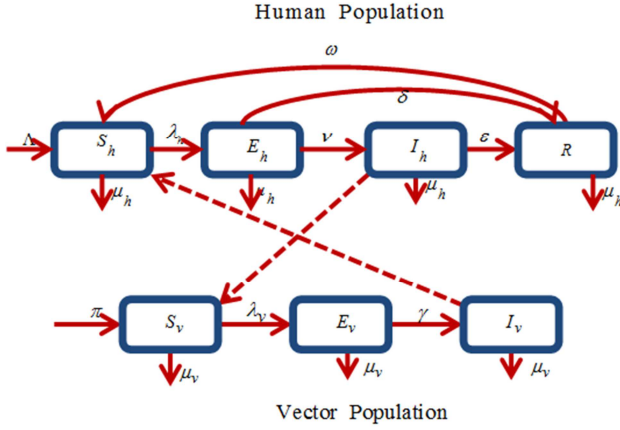 Human Population
ω
δ
Λ
S_h
λ_h
E_h
ν
I_h
ε
R
μ_h
μ_h
μ_h
μ_h
π
S_v
λ_v
E_v
γ
I_v
μ_v
μ_v
μ_v
Vector Population